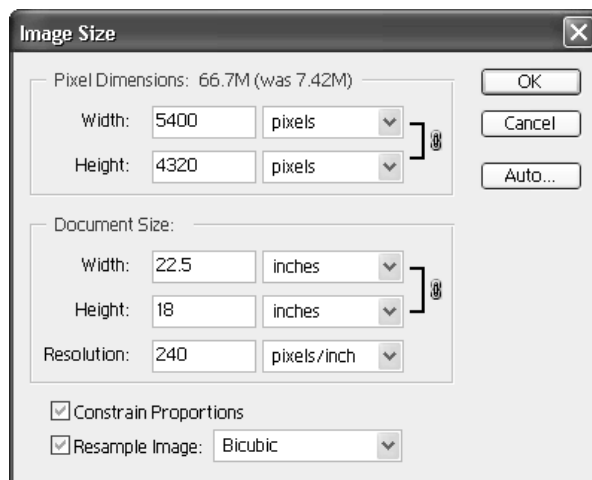 Image Size
Pixel Dimensions: 66.7M (was 7.42M)
Width: 5400 pixels
Height: 4320 pixels
OK
Cancel
Auto...
Document Size:
Width: 22.5 inches
Height: 18 inches
Resolution: 240 pixels/inch
Constrain Proportions
Resample Image: Bicubic